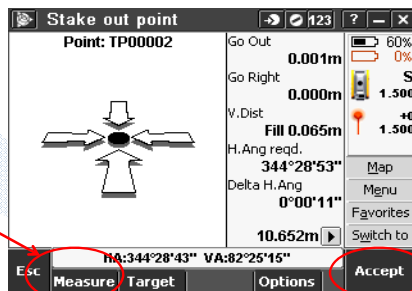 Stake out point 123 ? – ×
Point: TP00002
Go Out
0.001m
Go Right
0.000m
V.Dist
Fill 0.065m
H.Ang reqd.
344°28'53"
Delta H.Ang
0°00'11"
10.652m
60%
0%
S
1.500
+0
1.500
Map
Menu
Favorites
Switch to
HA:344°28'43" VA:82°25'15"
Esc
Measure
Target
Options
Accept